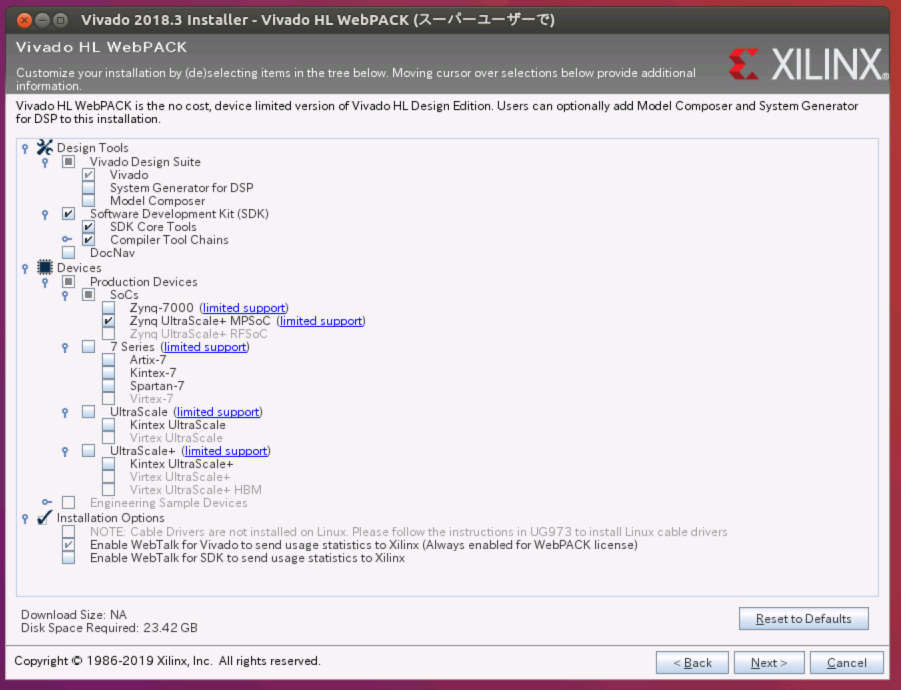 Vivado 2018.3 Installer - Vivado HL WebPACK (スーパーユーザーで)
Vivado HL WebPACK
Customize your installation by (de)selecting items in the tree below. Moving cursor over selections below provide additional
information.
XILINX®
Vivado HL WebPACK is the no cost, device limited version of Vivado HL Design Edition. Users can optionally add Model Composer and System Generator
for DSP to this installation.
Design Tools
Vivado Design Suite
Vivado
System Generator for DSP
Model Composer
Software Development Kit (SDK)
SDK Core Tools
Compiler Tool Chains
DocNav
Devices
Production Devices
SoCs
Zynq-7000 (limited support)
Zynq UltraScale+ MPSoC (limited support)
Zynq UltraScale+ RFSoC
7 Series (limited support)
Artix-7
Kintex-7
Spartan-7
Virtex-7
UltraScale (limited support)
Kintex UltraScale
Virtex UltraScale
UltraScale+ (limited support)
Kintex UltraScale+
Virtex UltraScale+
Virtex UltraScale+ HBM
Engineering Sample Devices
Installation Options
NOTE: Cable Drivers are not installed on Linux. Please follow the instructions in UG973 to install Linux cable drivers
Enable WebTalk for Vivado to send usage statistics to Xilinx (Always enabled for WebPACK license)
Enable WebTalk for SDK to send usage statistics to Xilinx
Download Size: NA
Disk Space Required: 23.42 GB
Reset to Defaults
Copyright © 1986-2019 Xilinx, Inc. All rights reserved.
< Back
Next >
Cancel